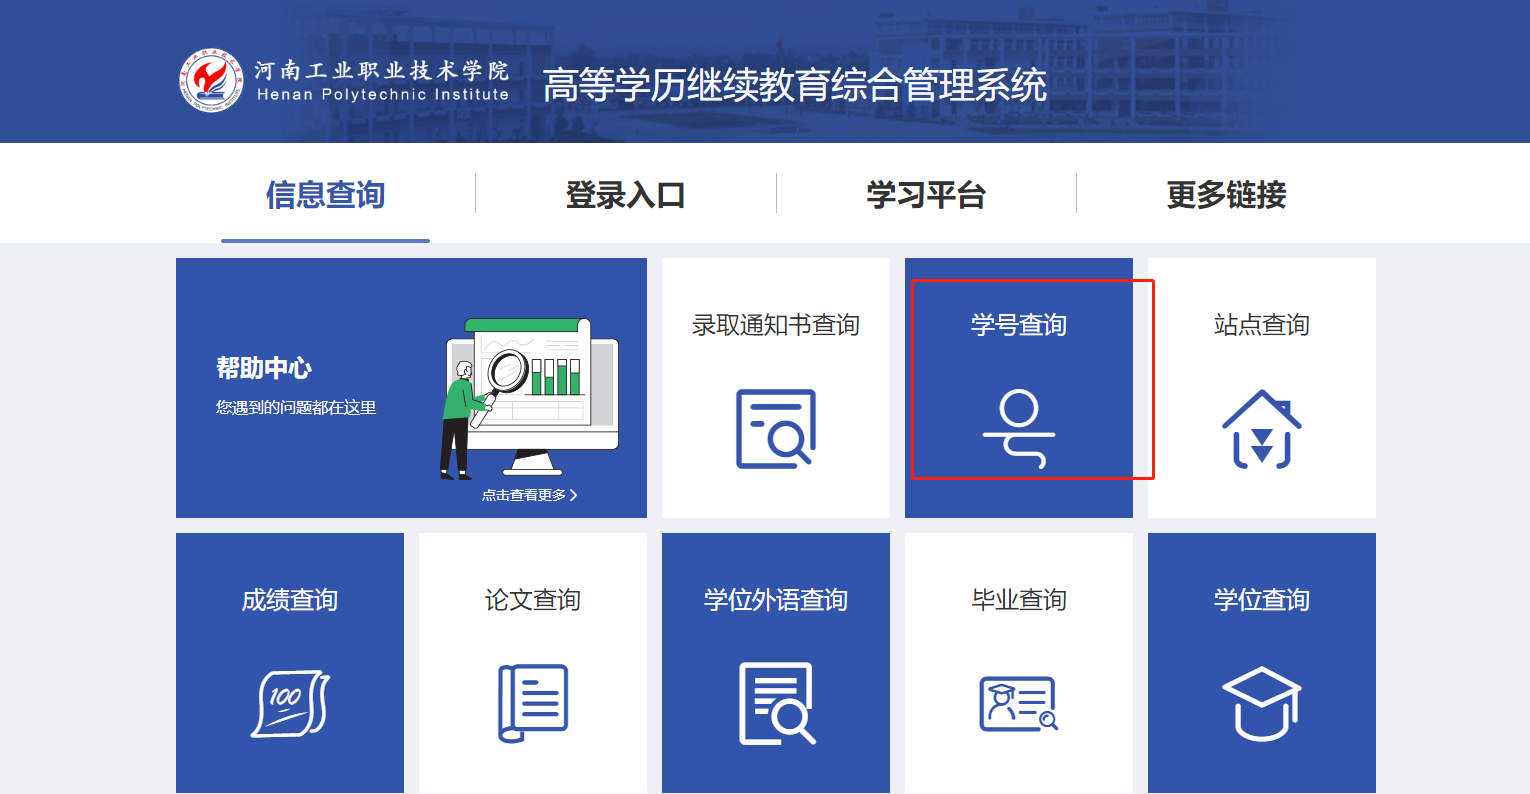 河南工业职业技术学院
Henan Polytechnic Institute
高等学历继续教育综合管理系统
信息查询
登录入口
学习平台
更多链接
帮助中心
您遇到的问题都在这里
点击查看更多
录取通知书查询
学号查询
站点查询
成绩查询
100
论文查询
学位外语查询
毕业查询
学位查询